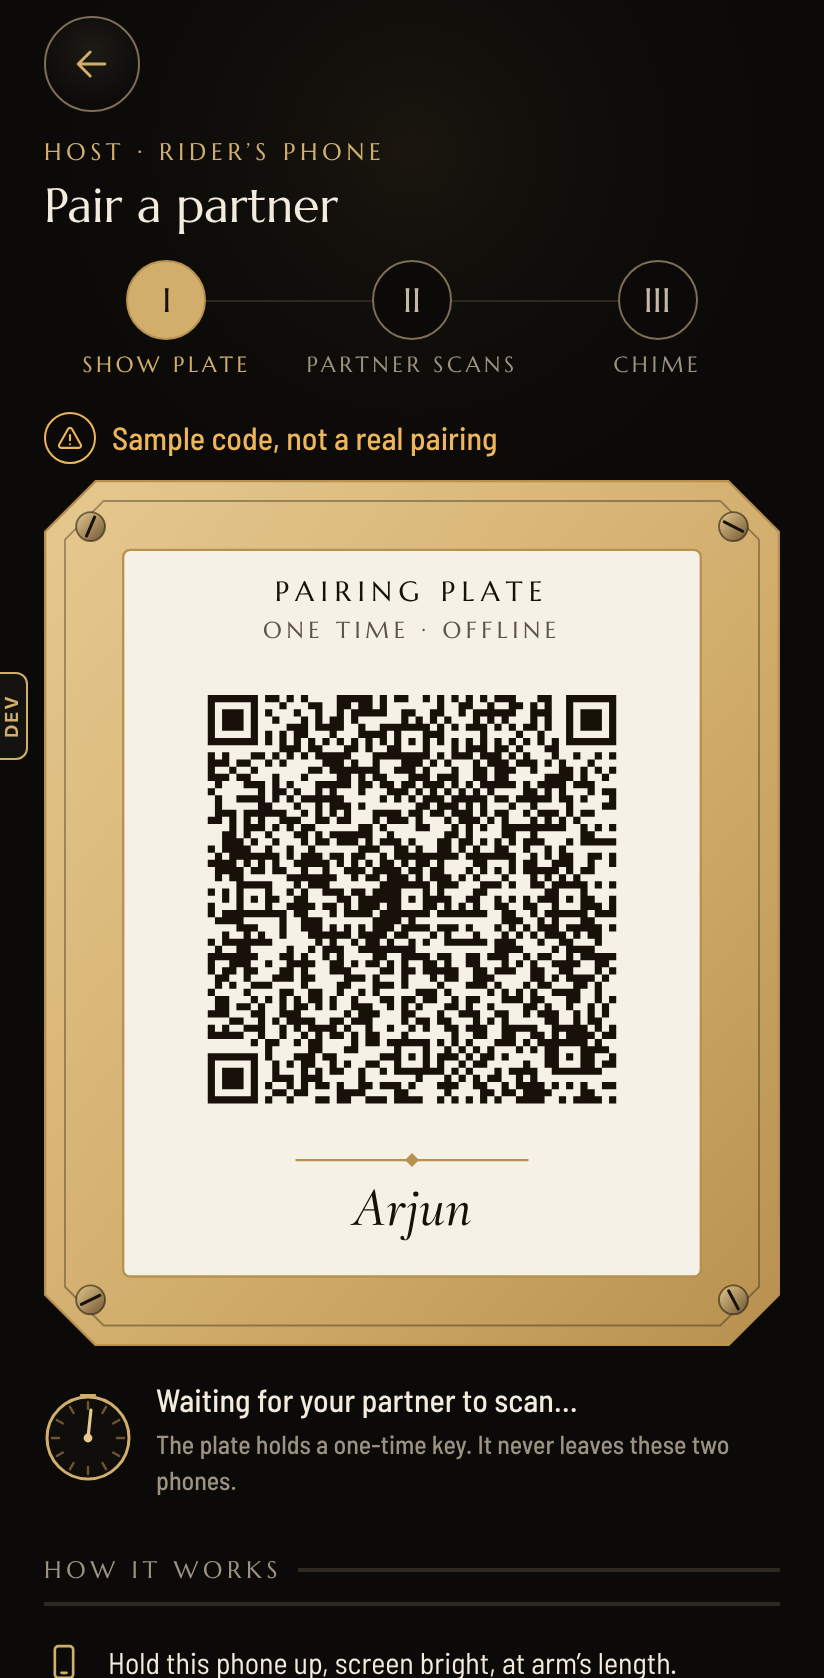 HOST · RIDER'S PHONE
Pair a partner
I II III
SHOW PLATE PARTNER SCANS CHIME
Sample code, not a real pairing
PAIRING PLATE
ONE TIME · OFFLINE
DEV
Arjun
Waiting for your partner to scan...
The plate holds a one-time key. It never leaves these two
phones.
HOW IT WORKS
Hold this phone up, screen bright, at arm's length.